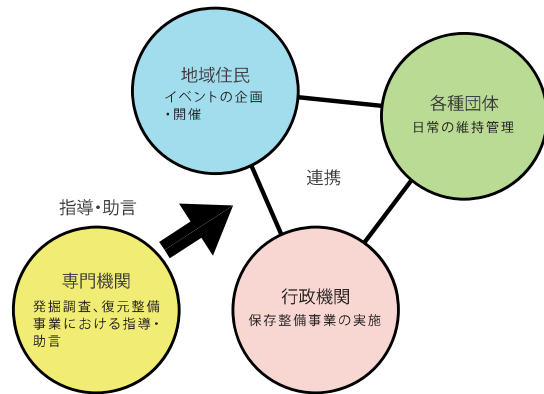 地域住民
イベントの企画
・開催
各種団体
日常の維持管理
連携
指導・助言
専門機関
発掘調査、復元整備
事業における指導・
助言
行政機関
保存整備事業の実施